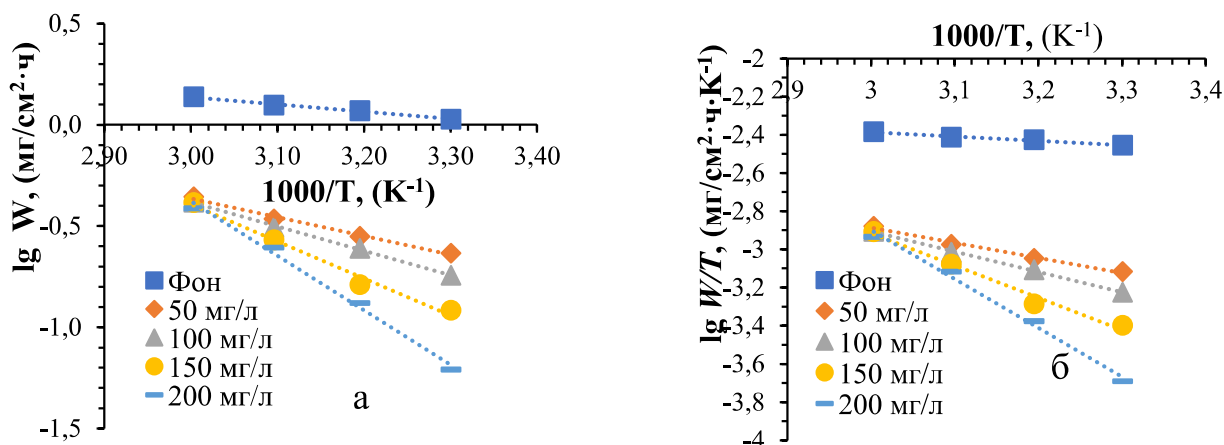 0,5
0,0
-0,5
-1,0
-1,5
2,90 3,00 3,10 3,20 3,30 3,40
1000/T, (K⁻¹)
lg W, (мг/см²·ч)
Фон
50 мг/л
100 мг/л
150 мг/л
200 мг/л
а
1000/T, (K⁻¹)
2,9 3 3,1 3,2 3,3 3,4
-2
-2,2
-2,4
-2,6
-2,8
-3
-3,2
-3,4
-3,6
-3,8
-4
lg W/T, (мг/см²·ч·K⁻¹)
Фон
50 мг/л
100 мг/л
150 мг/л
200 мг/л
б